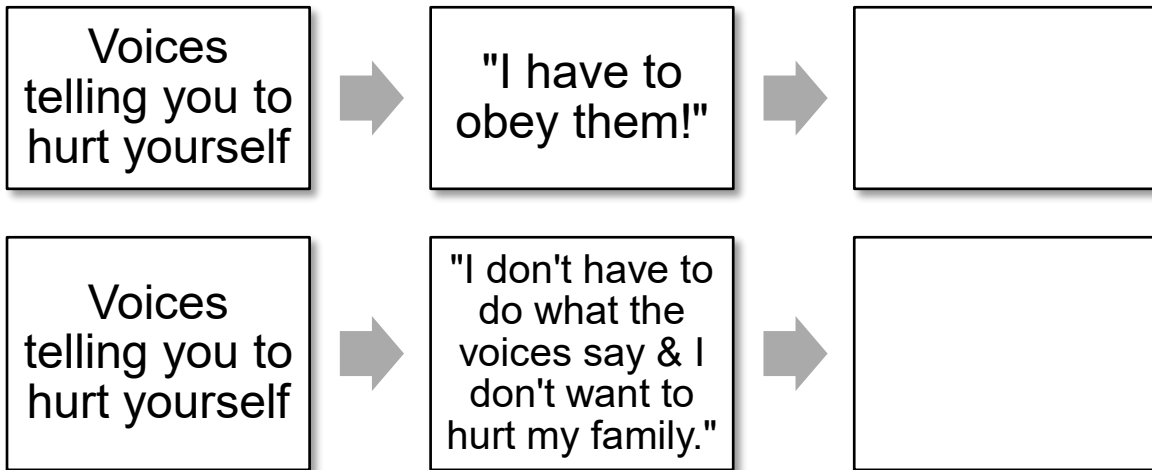 Voices
telling you to
hurt yourself
"I have to
obey them!"
Voices
telling you to
hurt yourself
"I don't have to
do what the
voices say & I
don't want to
hurt my family."